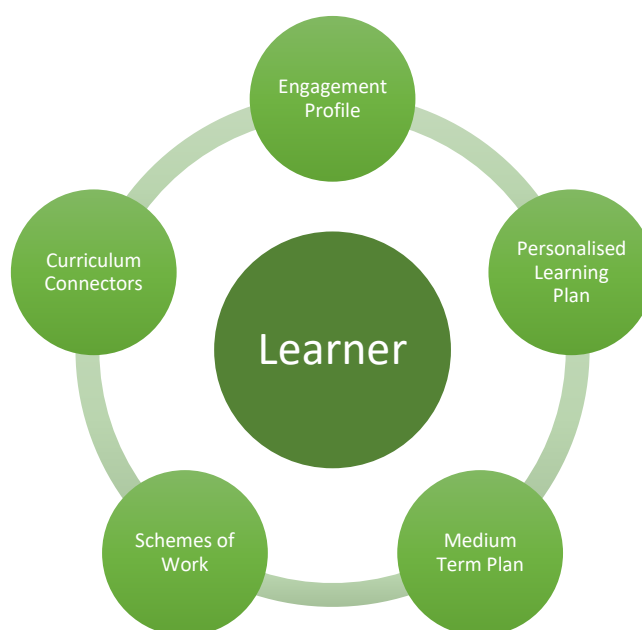 Engagement
Profile
Personalised
Learning
Plan
Medium
Term Plan
Schemes of
Work
Curriculum
Connectors
Learner